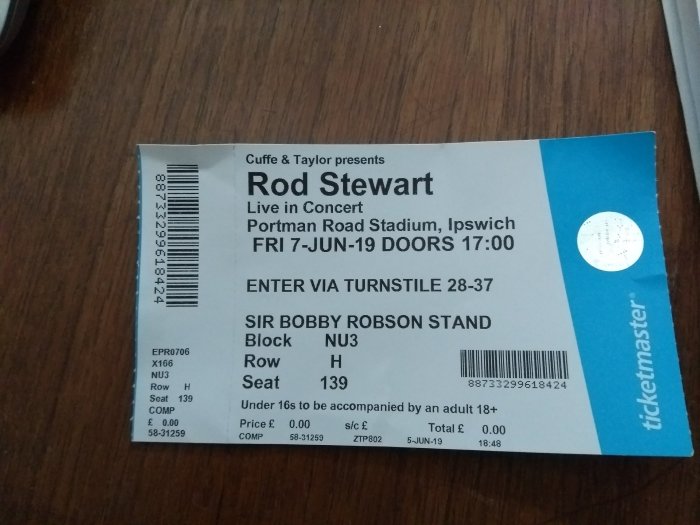 88733299618424
EPR0706
X166
NU3
Row H
Seat 139
COMP
£ 0.00
58-31259
Cuffe & Taylor presents
Rod Stewart
Live in Concert
Portman Road Stadium, Ipswich
FRI 7-JUN-19 DOORS 17:00
ENTER VIA TURNSTILE 28-37
SIR BOBBY ROBSON STAND
Block NU3
Row H
Seat 139
88733299618424
Under 16s to be accompanied by an adult 18+
Price £ 0.00 s/c £ Total £ 0.00
COMP 58-31259 ZTP802 5-JUN-19 18:48
ticketmaster®